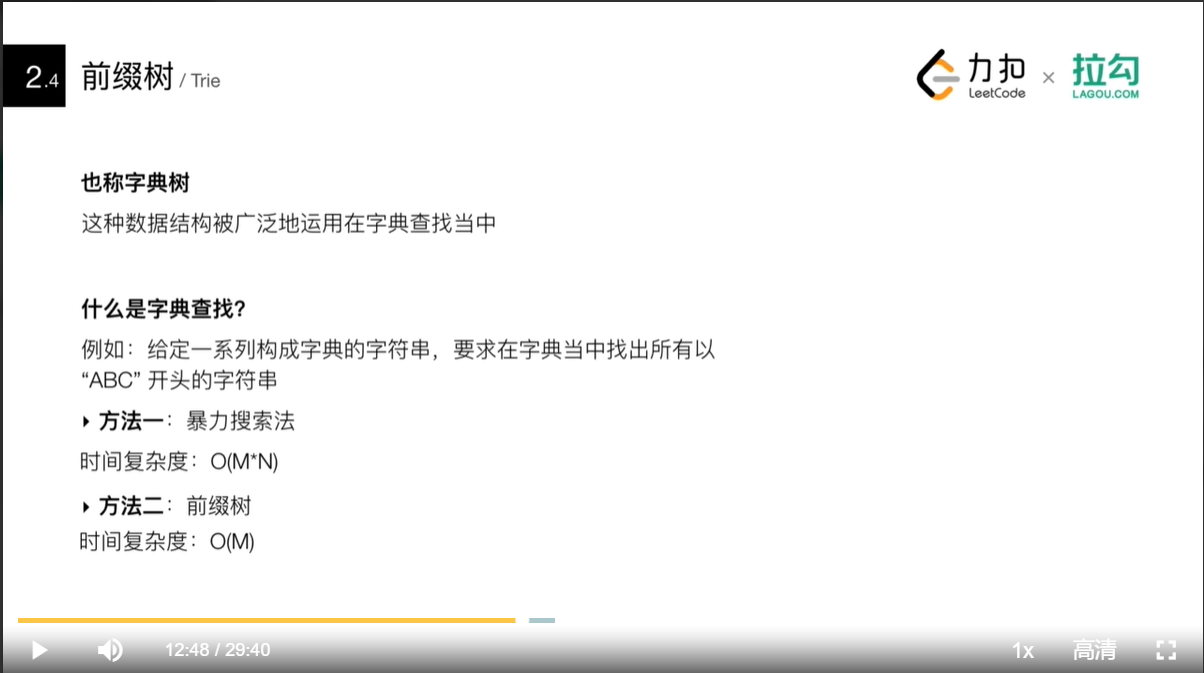 2.4 前缀树 / Trie
力扣 LeetCode × 拉勾 LAGOU.COM
也称字典树
这种数据结构被广泛地运用在字典查找当中
什么是字典查找？
例如：给定一系列构成字典的字符串，要求在字典当中找出所有以
“ABC” 开头的字符串
方法一：暴力搜索法
时间复杂度：O(M*N)
方法二：前缀树
时间复杂度：O(M)
12:48 / 29:40 1x 高清